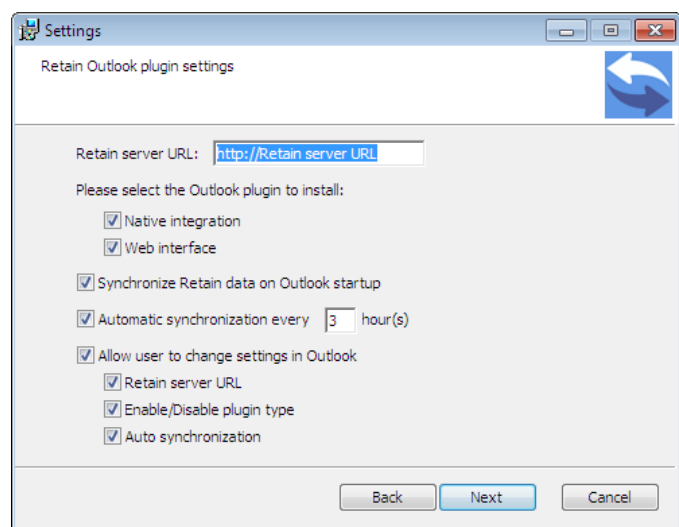 Settings
Retain Outlook plugin settings
Retain server URL: http://Retain server URL
Please select the Outlook plugin to install:
Native integration
Web interface
Synchronize Retain data on Outlook startup
Automatic synchronization every 3 hour(s)
Allow user to change settings in Outlook
Retain server URL
Enable/Disable plugin type
Auto synchronization
Back Next Cancel